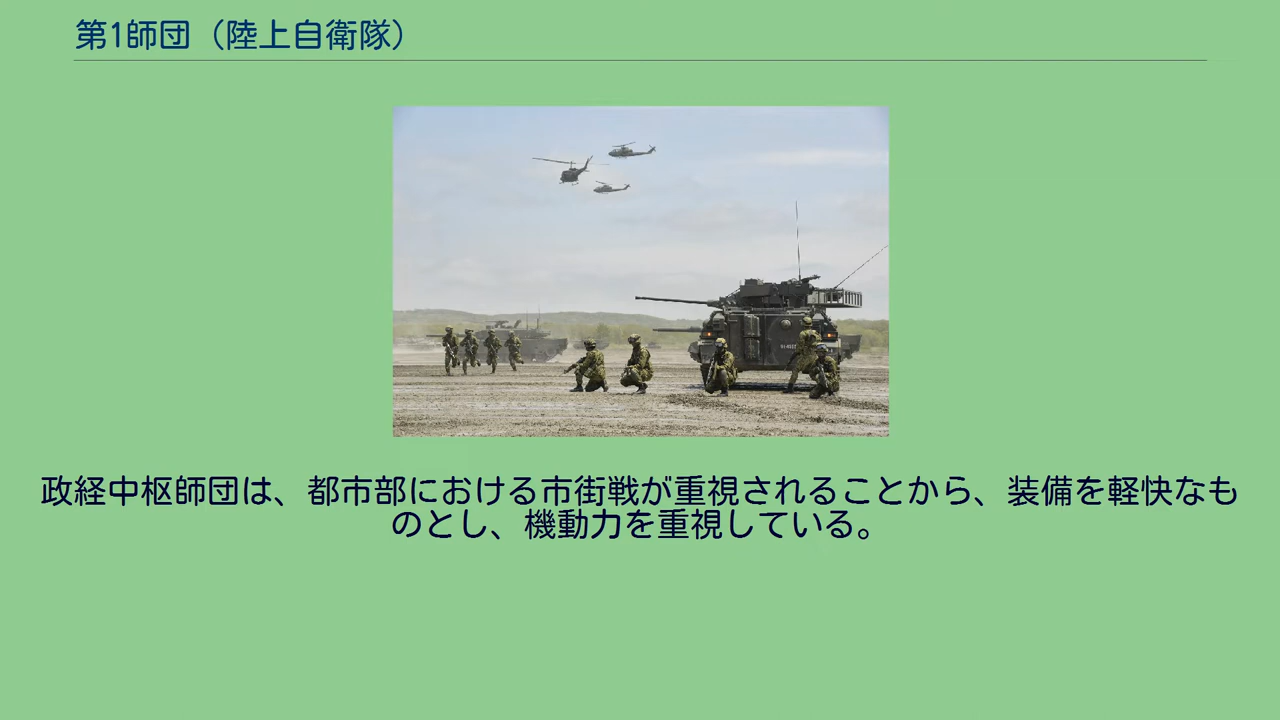 第1師団（陸上自衛隊）
政経中枢師団は、都市部における市街戦が重視されることから、装備を軽快なも
のとし、機動力を重視している。